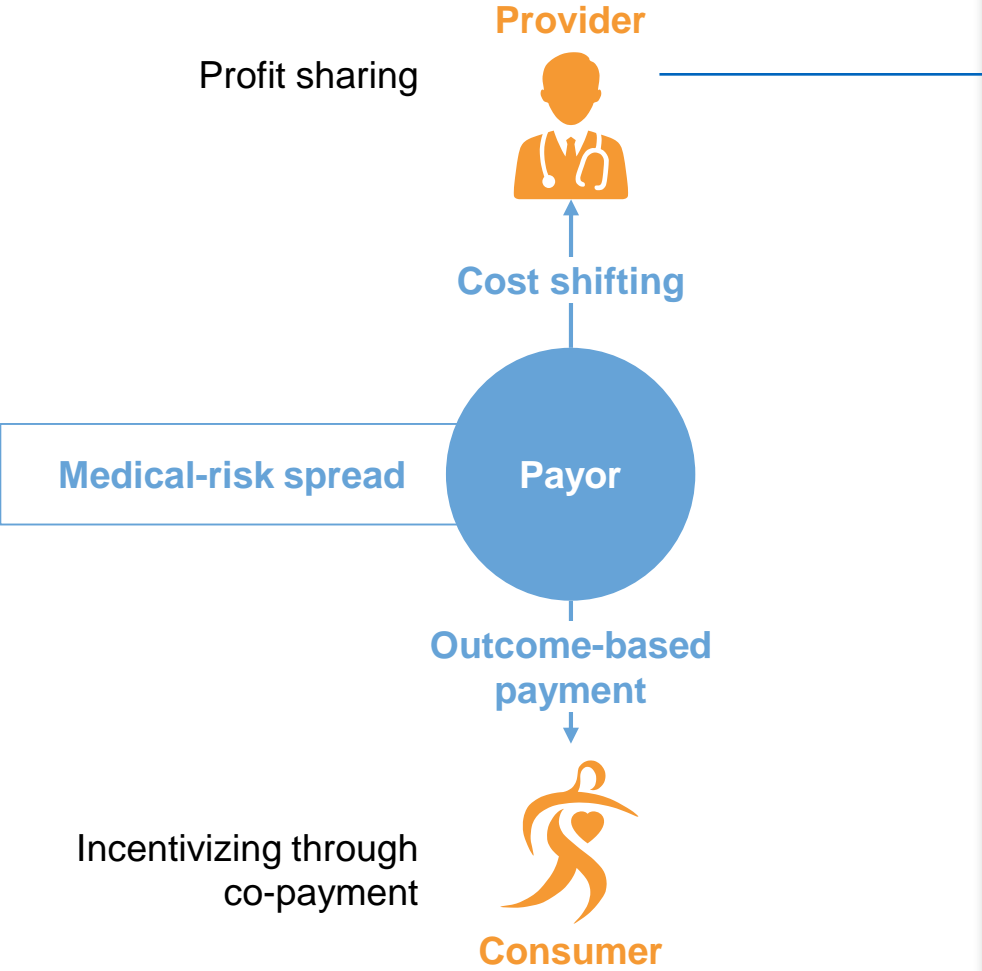 Provider
Profit sharing
Cost shifting
Medical-risk spread
Payor
Outcome-based
payment
Incentivizing through
co-payment
Consumer